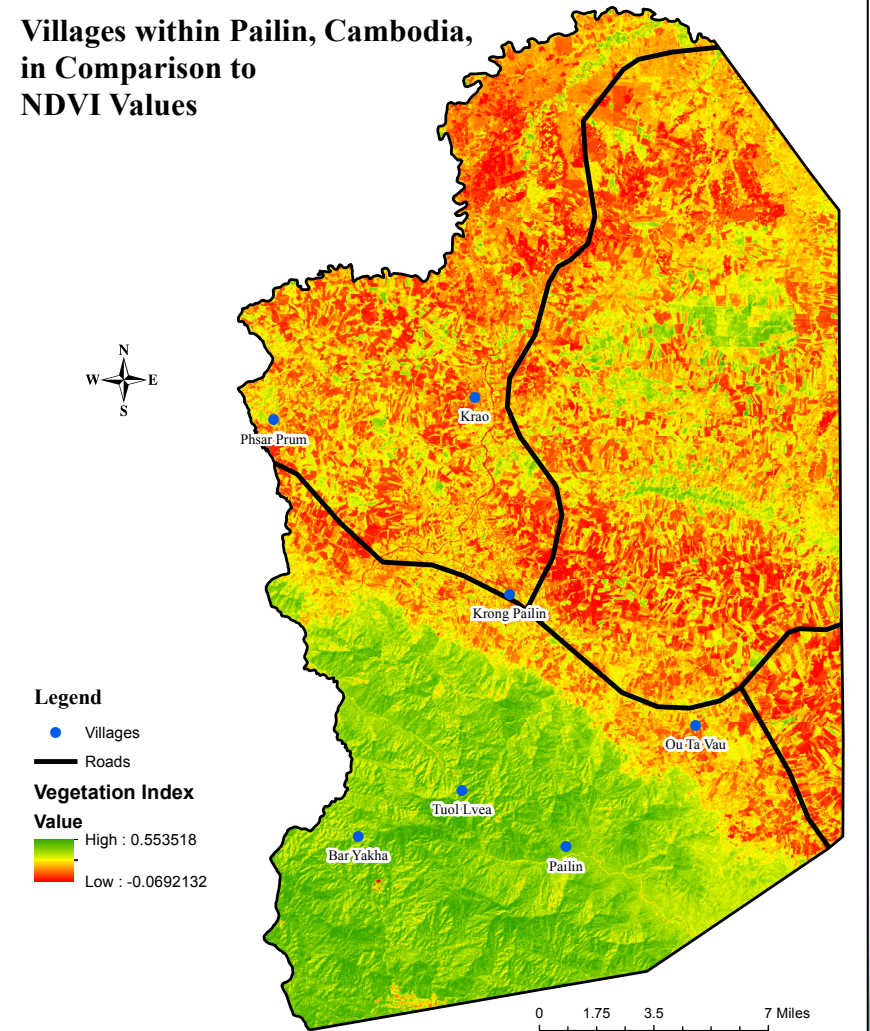 Villages within Pailin, Cambodia,
in Comparison to
NDVI Values
N
W E
S
Krao
Phsar Prum
Krong Pailin
Ou Ta Vau
Tuol Lvea
Bar Yakha
Pailin
Legend
Villages
Roads
Vegetation Index
Value
High : 0.553518
Low : -0.0692132
0 1.75 3.5 7 Miles